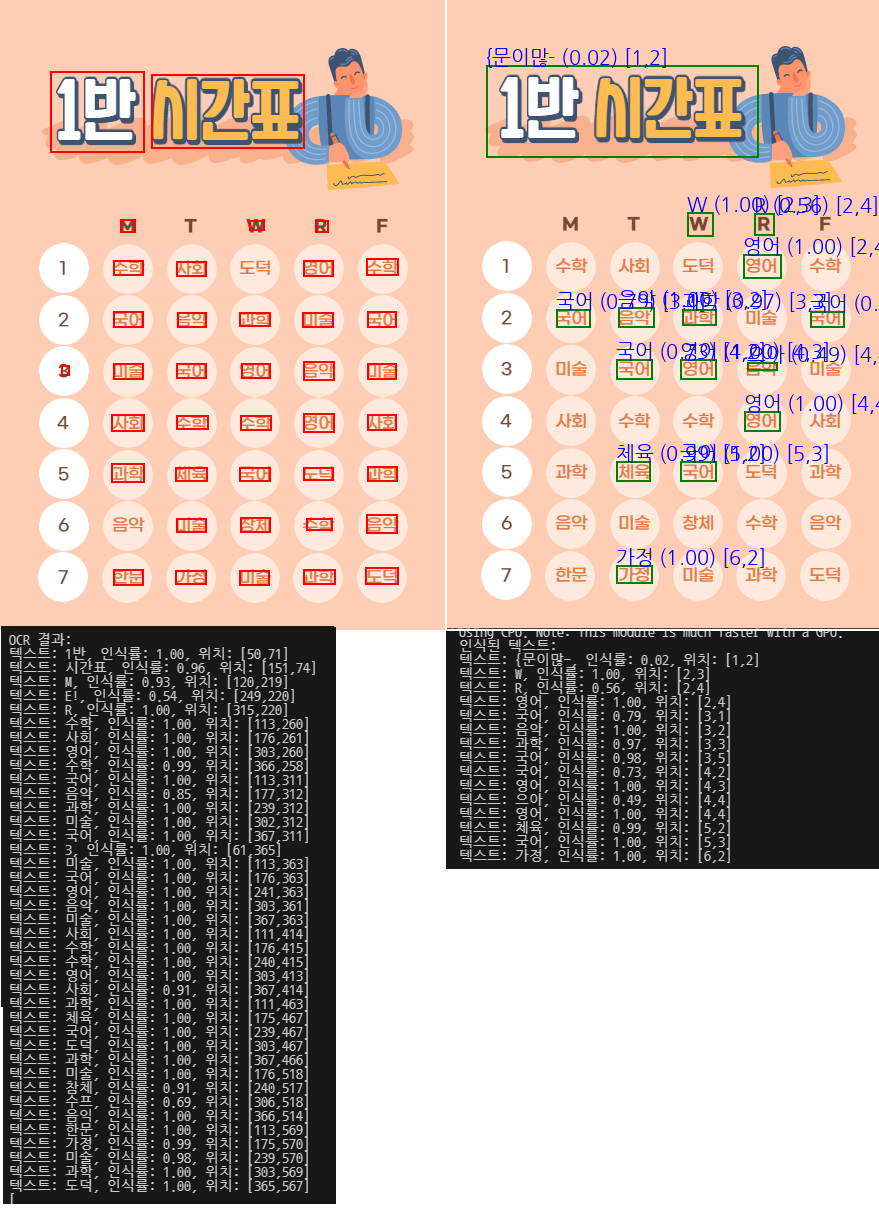 1반 시간표
M T W R F
1 수학 사회 도덕 영어 수학
2 국어 음악 과학 미술 국어
3 미술 국어 영어 음악 미술
4 사회 수학 수학 영어 사회
5 과학 체육 국어 도덕 과학
6 음악 미술 창체 수학 음악
7 한문 가정 미술 과학 도덕
{문이많~ (0.02) [1,2]
1반 시간표
W (1.00) [2,3] R (0.56) [2,4]
M T W R F
영어 (1.00) [2,4
1 수학 사회 도덕 영어 수학
국어 (0.79) [3,1] 음악 (1.00) [3,2] 과학 (0.97) [3,3] 국어 (0.
2 국어 음악 과학 미술 국어
국어 (0.73) [4,2] 영어 (1.00) [4,3] 으아 (0.49) [4,
3 미술 국어 영어 음악 미술
영어 (1.00) [4,4
4 사회 수학 수학 영어 사회
체육 (0.99) [5,2] 국어 (1.00) [5,3]
5 과학 체육 국어 도덕 과학
6 음악 미술 창체 수학 음악
가정 (1.00) [6,2]
7 한문 가정 미술 과학 도덕
OCR 결과:
텍스트: 1반, 인식률: 1.00, 위치: [50,71]
텍스트: 시간표, 인식률: 0.96, 위치: [151,74]
텍스트: M, 인식률: 0.93, 위치: [120,219]
텍스트: E!, 인식률: 0.54, 위치: [249,220]
텍스트: R, 인식률: 1.00, 위치: [315,220]
텍스트: 수학, 인식률: 1.00, 위치: [113,260]
텍스트: 사회, 인식률: 1.00, 위치: [176,261]
텍스트: 영어, 인식률: 1.00, 위치: [303,260]
텍스트: 수학, 인식률: 0.99, 위치: [366,258]
텍스트: 국어, 인식률: 1.00, 위치: [113,311]
텍스트: 음악, 인식률: 0.85, 위치: [177,312]
텍스트: 과학, 인식률: 1.00, 위치: [239,312]
텍스트: 미술, 인식률: 1.00, 위치: [302,312]
텍스트: 국어, 인식률: 1.00, 위치: [367,311]
텍스트: 3, 인식률: 1.00, 위치: [61,365]
텍스트: 미술, 인식률: 1.00, 위치: [113,363]
텍스트: 국어, 인식률: 1.00, 위치: [176,363]
텍스트: 영어, 인식률: 1.00, 위치: [241,363]
텍스트: 음악, 인식률: 1.00, 위치: [303,361]
텍스트: 미술, 인식률: 1.00, 위치: [367,363]
텍스트: 사회, 인식률: 1.00, 위치: [111,414]
텍스트: 수학, 인식률: 1.00, 위치: [176,415]
텍스트: 수학, 인식률: 1.00, 위치: [240,415]
텍스트: 영어, 인식률: 1.00, 위치: [303,413]
텍스트: 사회, 인식률: 0.91, 위치: [367,414]
텍스트: 과학, 인식률: 1.00, 위치: [111,463]
텍스트: 체육, 인식률: 1.00, 위치: [175,467]
텍스트: 국어, 인식률: 1.00, 위치: [239,467]
텍스트: 도덕, 인식률: 1.00, 위치: [303,467]
텍스트: 과학, 인식률: 1.00, 위치: [367,466]
텍스트: 미술, 인식률: 1.00, 위치: [176,518]
텍스트: 참체, 인식률: 0.91, 위치: [240,517]
텍스트: 수프, 인식률: 0.69, 위치: [306,518]
텍스트: 음익, 인식률: 1.00, 위치: [366,514]
텍스트: 한문, 인식률: 1.00, 위치: [113,569]
텍스트: 가정, 인식률: 0.99, 위치: [175,570]
텍스트: 미술, 인식률: 0.98, 위치: [239,570]
텍스트: 과학, 인식률: 1.00, 위치: [303,569]
텍스트: 도덕, 인식률: 1.00, 위치: [365,567]
[
Using CPU. Note: This module is much faster with a GPU.
인식된 텍스트:
텍스트: {문이많~, 인식률: 0.02, 위치: [1,2]
텍스트: W, 인식률: 1.00, 위치: [2,3]
텍스트: R, 인식률: 0.56, 위치: [2,4]
텍스트: 영어, 인식률: 1.00, 위치: [2,4]
텍스트: 국어, 인식률: 0.79, 위치: [3,1]
텍스트: 음악, 인식률: 1.00, 위치: [3,2]
텍스트: 과학, 인식률: 0.97, 위치: [3,3]
텍스트: 국어, 인식률: 0.98, 위치: [3,5]
텍스트: 국어, 인식률: 0.73, 위치: [4,2]
텍스트: 영어, 인식률: 1.00, 위치: [4,3]
텍스트: 으아, 인식률: 0.49, 위치: [4,4]
텍스트: 영어, 인식률: 1.00, 위치: [4,4]
텍스트: 체육, 인식률: 0.99, 위치: [5,2]
텍스트: 국어, 인식률: 1.00, 위치: [5,3]
텍스트: 가정, 인식률: 1.00, 위치: [6,2]